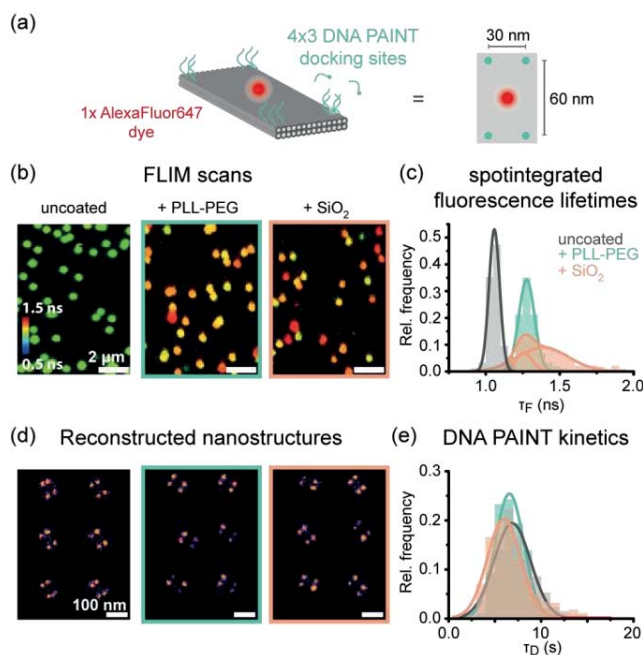 (a)
4x3 DNA PAINT
docking sites
1x AlexaFluor647
dye
=
30 nm
60 nm
(b)
FLIM scans
uncoated
+ PLL-PEG
+ SiO₂
1.5 ns
0.5 ns
2 µm
(c)
spotintegrated
fluorescence lifetimes
uncoated
+ PLL-PEG
+ SiO₂
Rel. frequency
0.5
0.4
0.3
0.2
0.1
0.0
1.0
1.5
2.0
τF (ns)
(d)
Reconstructed nanostructures
100 nm
(e)
DNA PAINT kinetics
Rel. frequency
0.3
0.2
0.1
0.0
0
10
20
τD (s)